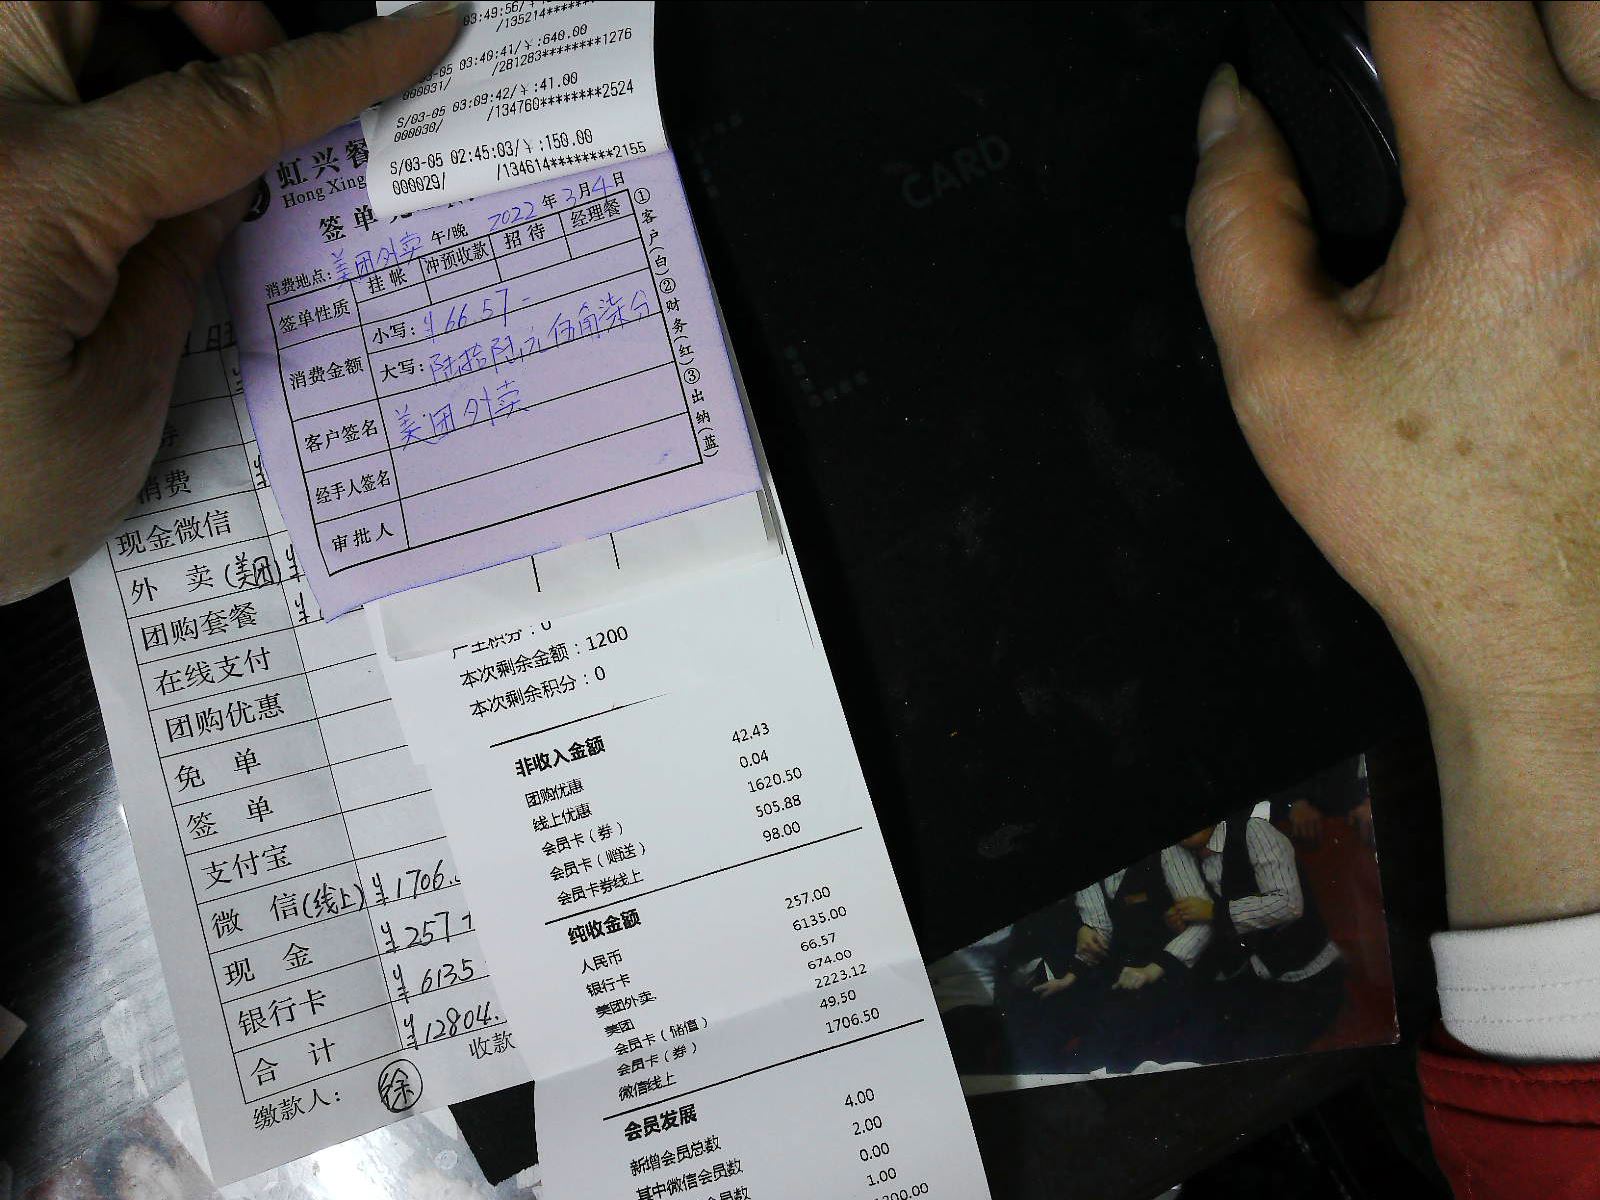 03:49:56/
/135214*******
03-05 03:40:41/￥:640.00
000031/ /281283********1276
S/03-05 03:09:42/￥:41.00
000030/ /134760********2524
S/03-05 02:45:03/￥:150.00
000029/ /134614********2155
虹兴餐
Hong Xing
签单
消费地点:美团外卖 午/晚 2022年3月4日
签单性质 挂帐 冲预收款 招待 经理餐
消费金额 小写:￥66.57-
大写:陆拾陆元伍角柒分
客户签名 美团外卖
经手人签名
审批人
①客户(白)②财务(红)③出纳(蓝)
消费
现金微信
外 卖(美团) ￥
团购套餐 ￥
在线支付
团购优惠
免 单
签 单
支付宝
微 信(线上) ￥1706.
现 金 ￥257
银行卡 ￥6135
合 计 ￥12804.
缴款人: 徐 收款
产生积分:0
本次剩余金额:1200
本次剩余积分:0
非收入金额
团购优惠 42.43
线上优惠 0.04
会员卡(券) 1620.50
会员卡(赠送) 505.88
会员卡券线上 98.00
纯收金额
人民币 257.00
银行卡 6135.00
美团外卖 66.57
美团 674.00
会员卡(储值) 2223.12
会员卡(券) 49.50
微信线上 1706.50
会员发展
新增会员总数 4.00
其中微信会员数 2.00
会员数 0.00
1.00
CARD